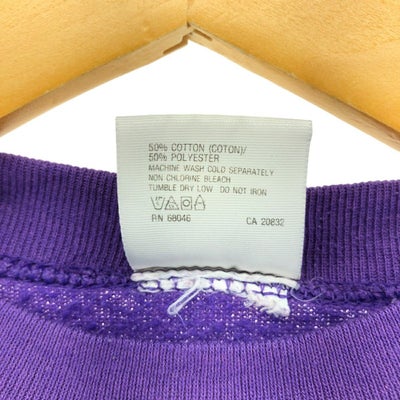 50% COTTON (COTON)/
50% POLYESTER
MACHINE WASH COLD SEPARATELY
NON CHLORINE BLEACH
TUMBLE DRY LOW DO NOT IRON
RN 68046 CA 20832